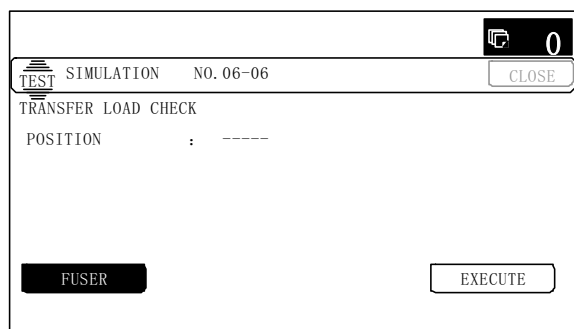 0
TEST SIMULATION NO.06-06 CLOSE
TRANSFER LOAD CHECK
POSITION : -----
FUSER EXECUTE